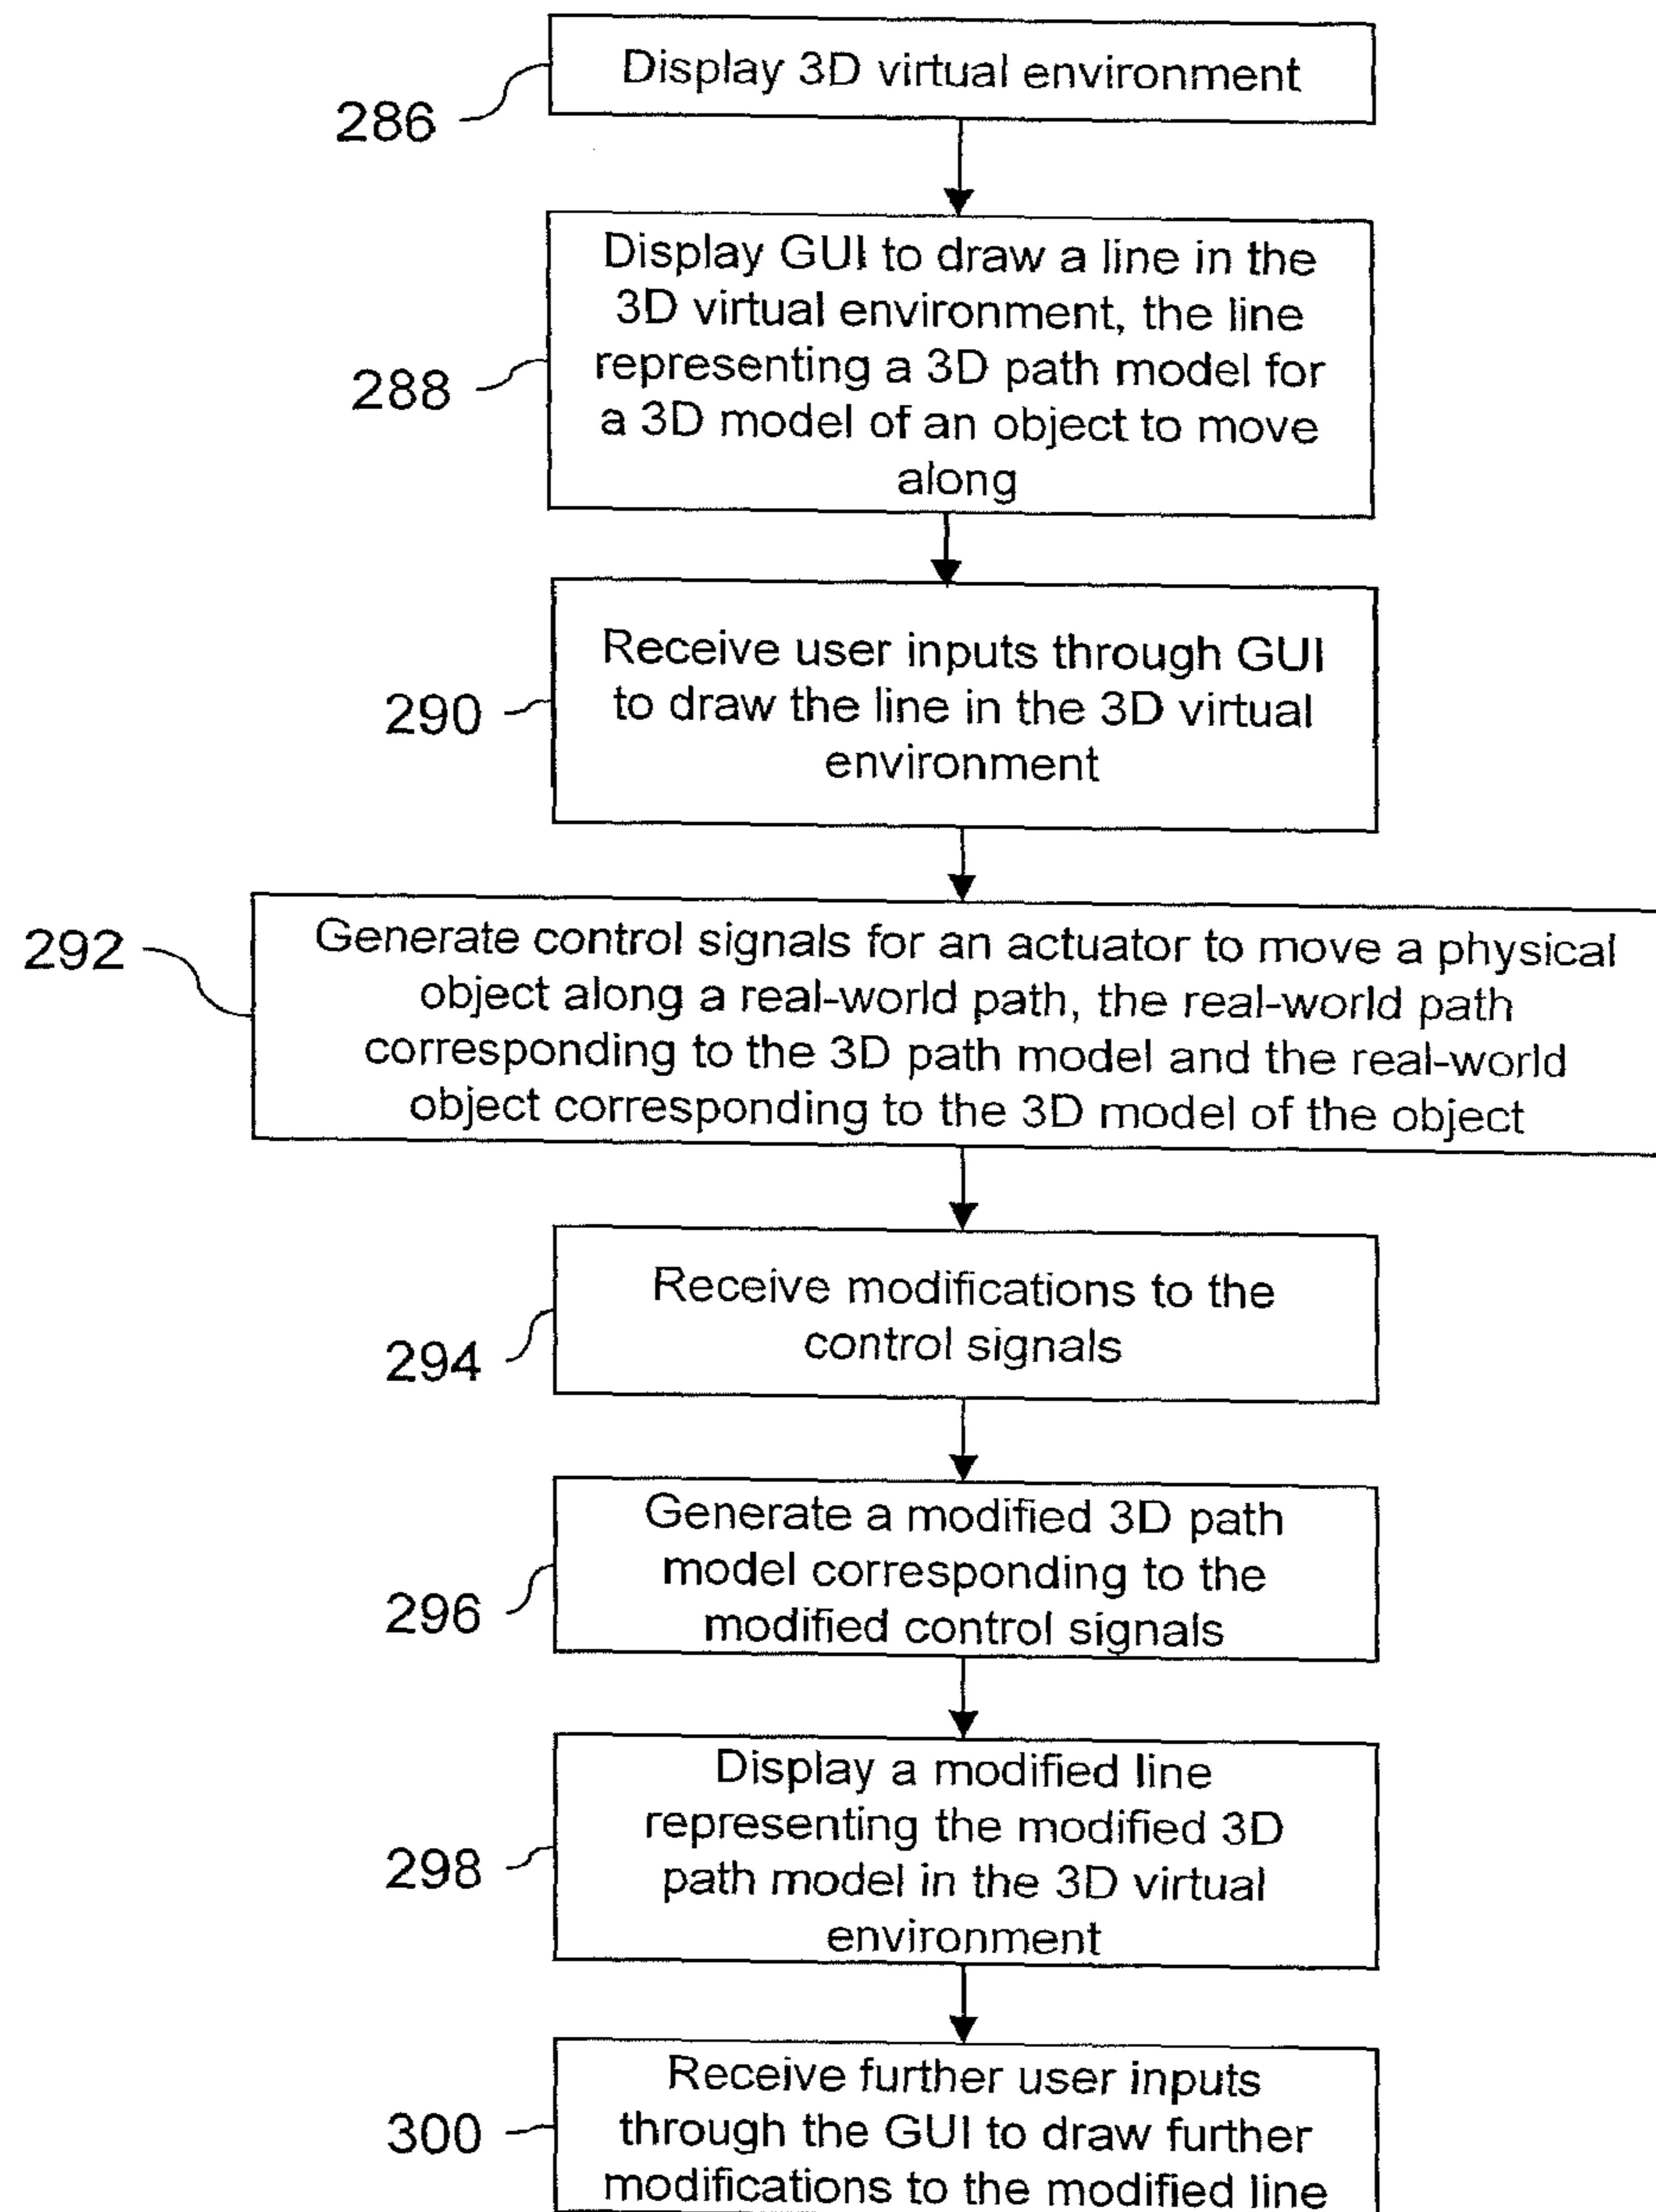 Display 3D virtual environment
286
Display GUI to draw a line in the
3D virtual environment, the line
representing a 3D path model for
a 3D model of an object to move
along
288
Receive user inputs through GUI
to draw the line in the 3D virtual
environment
290
Generate control signals for an actuator to move a physical
object along a real-world path, the real-world path
corresponding to the 3D path model and the real-world
object corresponding to the 3D model of the object
292
Receive modifications to the
control signals
294
Generate a modified 3D path
model corresponding to the
modified control signals
296
Display a modified line
representing the modified 3D
path model in the 3D virtual
environment
298
Receive further user inputs
through the GUI to draw further
modifications to the modified line
300